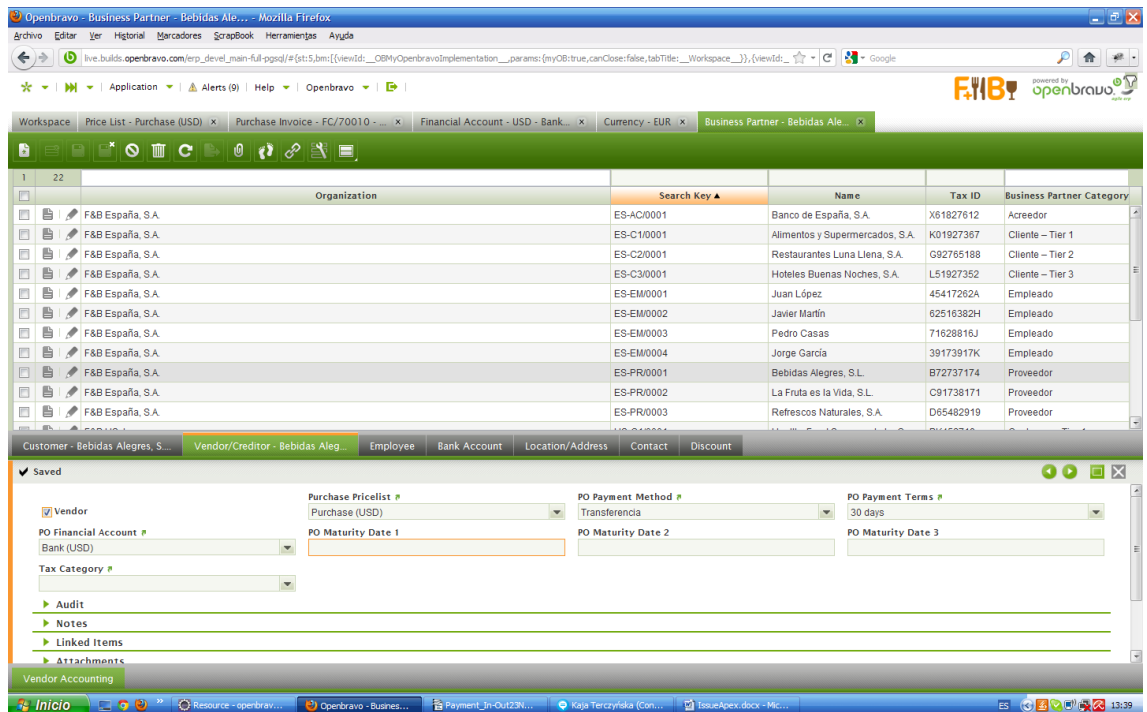 Openbravo - Business Partner - Bebidas Ale... - Mozilla Firefox
Archivo Editar Ver Historial Marcadores ScrapBook Herramientas Ayuda
live.builds.openbravo.com/erp_devel_main-full-pgsql/#{st:5,bm:[{viewId:__OBMyOpenbravoImplementation__,params:{myOB:true,canClose:false,tabTitle:__Workspace__}},{viewId:_ Google
Application Alerts (9) Help Openbravo
F&B powered by openbravo
Workspace Price List - Purchase (USD) x Purchase Invoice - FC/70010 - ... x Financial Account - USD - Bank... x Currency - EUR x Business Partner - Bebidas Ale... x
1 22
Organization Search Key Name Tax ID Business Partner Category
F&B España, S.A. ES-AC/0001 Banco de España, S.A. X61827612 Acreedor
F&B España, S.A. ES-C1/0001 Alimentos y Supermercados, S.A. K01927367 Cliente – Tier 1
F&B España, S.A. ES-C2/0001 Restaurantes Luna Llena, S.A. G92765188 Cliente – Tier 2
F&B España, S.A. ES-C3/0001 Hoteles Buenas Noches, S.A. L51927352 Cliente – Tier 3
F&B España, S.A. ES-EM/0001 Juan López 45417262A Empleado
F&B España, S.A. ES-EM/0002 Javier Martín 62516382H Empleado
F&B España, S.A. ES-EM/0003 Pedro Casas 71628816J Empleado
F&B España, S.A. ES-EM/0004 Jorge García 39173917K Empleado
F&B España, S.A. ES-PR/0001 Bebidas Alegres, S.L. B72737174 Proveedor
F&B España, S.A. ES-PR/0002 La Fruta es la Vida, S.L. C91738171 Proveedor
F&B España, S.A. ES-PR/0003 Refrescos Naturales, S.A. D65482919 Proveedor
Customer - Bebidas Alegres, S.... Vendor/Creditor - Bebidas Aleg... Employee Bank Account Location/Address Contact Discount
Saved
Purchase Pricelist PO Payment Method PO Payment Terms
Vendor Purchase (USD) Transferencia 30 days
PO Financial Account PO Maturity Date 1 PO Maturity Date 2 PO Maturity Date 3
Bank (USD)
Tax Category
Audit
Notes
Linked Items
Attachments
Vendor Accounting
Inicio Resource - openbrav... Openbravo - Busines... Payment_In-Out23N... Kaja Terczyńska (Con... IssueApex.docx - Mic... ES 13:39